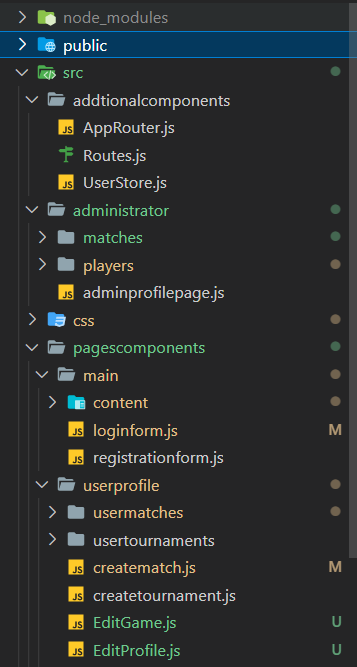 node_modules
public
src
addtionalcomponents
JS AppRouter.js
Routes.js
JS UserStore.js
administrator
matches
players
JS adminprofilepage.js
css
pagescomponents
main
content
JS loginform.js M
JS registrationform.js
userprofile
usermatches
usertournaments
JS creatematch.js M
JS createtournament.js
JS EditGame.js U
JS EditProfile.js U